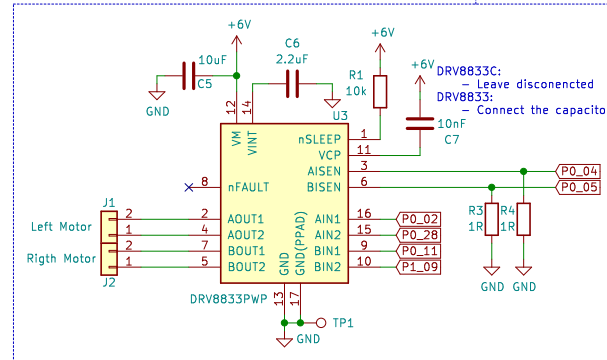 +6V
10uF
C5
GND
C6
2.2uF
+6V
R1
10k
+6V
DRV8833C:
- Leave disconencted
DRV8833:
- Connect the capacito
10nF
C7
12
14
U3
VM
VINT
nSLEEP
1
VCP
11
AISEN
3
P0_04
BISEN
6
P0_05
8
nFAULT
J1
Left Motor
2
2
AOUT1
1
4
AOUT2
Rigth Motor
2
7
BOUT1
1
5
BOUT2
J2
AIN1
16
P0_02
AIN2
15
P0_28
BIN1
9
P0_11
BIN2
10
P1_09
R3
1R
R4
1R
GND
GND
GND
GND(PPAD)
DRV8833PWP
13
17
TP1
GND